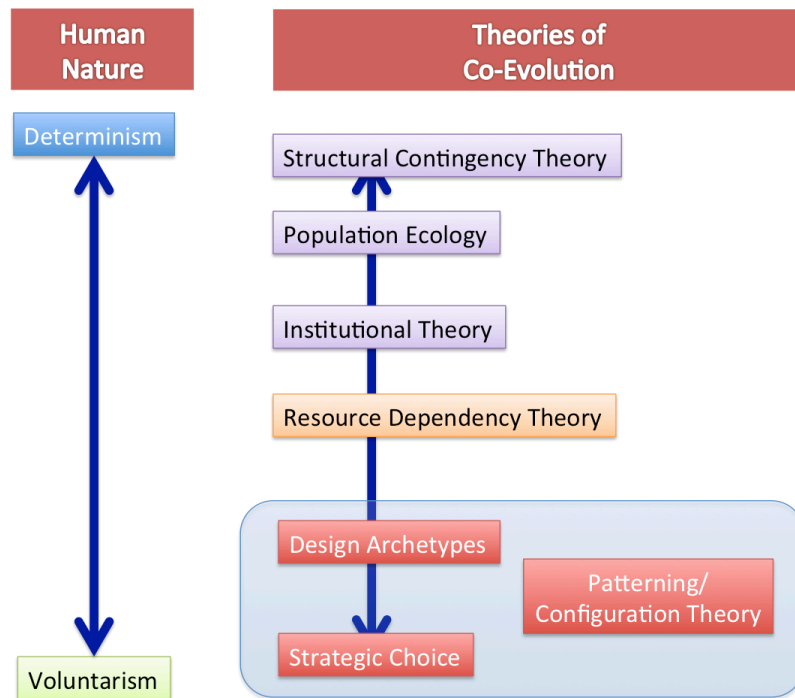 Human
Nature
Theories of
Co-Evolution
Determinism
Structural Contingency Theory
Population Ecology
Institutional Theory
Resource Dependency Theory
Design Archetypes
Patterning/
Configuration Theory
Strategic Choice
Voluntarism